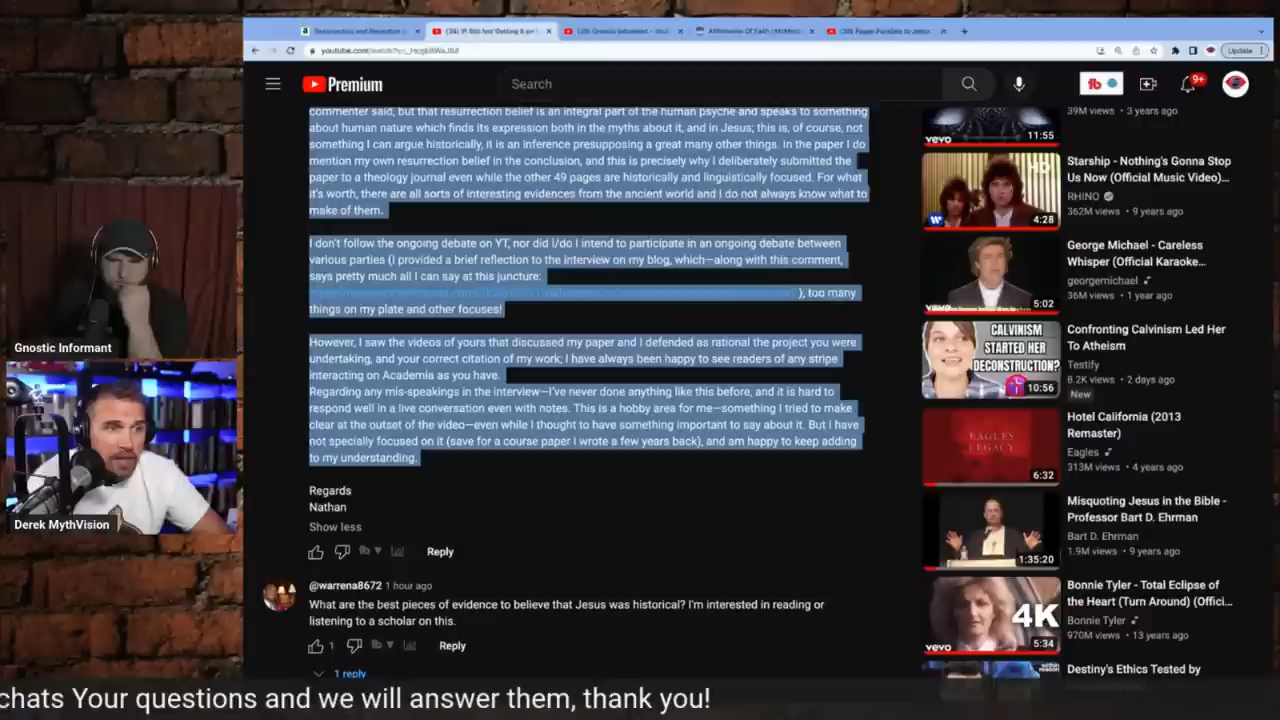 youtube.com/watch?
Update
Premium
Search
9+
commenter said, but that resurrection belief is an integral part of the human psyche and speaks to something
about human nature which finds its expression both in the myths about it, and in Jesus; this is, of course, not
something I can argue historically, it is an inference presupposing a great many other things. In the paper I do
mention my own resurrection belief in the conclusion, and this is precisely why I deliberately submitted the
paper to a theology journal even while the other 49 pages are historically and linguistically focused. For what
it's worth, there are all sorts of interesting evidences from the ancient world and I do not always know what to
make of them.
I don't follow the ongoing debate on YT, nor did i/do I intend to participate in an ongoing debate between
various parties (I provided a brief reflection to the interview on my blog, which—along with this comment,
says pretty much all I can say at this juncture:
), too many
things on my plate and other focuses!
However, I saw the videos of yours that discussed my paper and I defended as rational the project you were
undertaking, and your correct citation of my work; I have always been happy to see readers of any stripe
interacting on Academia as you have.
Regarding any mis-speakings in the interview—I've never done anything like this before, and it is hard to
respond well in a live conversation even with notes. This is a hobby area for me—something I tried to make
clear at the outset of the video—even while I thought to have something important to say about it. But I have
not specially focused on it (save for a course paper I wrote a few years back), and am happy to keep adding
to my understanding.
Regards
Nathan
Show less
Reply
@warrena8672 1 hour ago
What are the best pieces of evidence to believe that Jesus was historical? I'm interested in reading or
listening to a scholar on this.
1
Reply
1 reply
39M views • 3 years ago
vevo
11:55
Starship - Nothing's Gonna Stop
Us Now (Official Music Video)...
RHINO
362M views • 9 years ago
4:28
George Michael - Careless
Whisper (Official Karaoke...
georgemichael
36M views • 1 year ago
5:02
CALVINISM
STARTED HER
DECONSTRUCTION?
10:56
Confronting Calvinism Led Her
To Atheism
Testify
8.2K views • 2 days ago
New
EAGLES
LEGACY
6:32
Hotel California (2013
Remaster)
Eagles
313M views • 4 years ago
Misquoting Jesus in the Bible -
Professor Bart D. Ehrman
Bart D. Ehrman
1.9M views • 9 years ago
1:35:20
4K
vevo
5:34
Bonnie Tyler - Total Eclipse of
the Heart (Turn Around) (Offici...
Bonnie Tyler
970M views • 15 years ago
Destiny's Ethics Tested by
Gnostic Informant
Derek MythVision
chats Your questions and we will answer them, thank you!